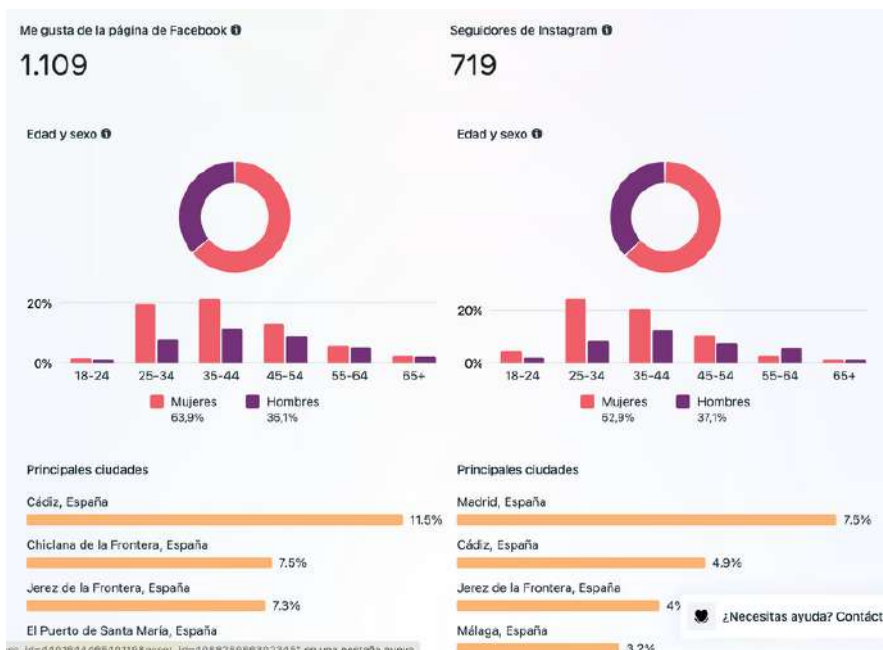 Me gusta de la página de Facebook
1.109
Edad y sexo
20%
0%
18-24 25-34 35-44 45-54 55-64 65+
Mujeres Hombres
63,9% 36,1%
Principales ciudades
Cádiz, España
11.5%
Chiclana de la Frontera, España
7.5%
Jerez de la Frontera, España
7.3%
El Puerto de Santa María, España
en una pestaña nueva
Seguidores de Instagram
719
Edad y sexo
20%
0%
18-24 25-34 35-44 45-54 55-64 65+
Mujeres Hombres
62,9% 37,1%
Principales ciudades
Madrid, España
7.5%
Cádiz, España
4.9%
Jerez de la Frontera, España
4%
Málaga, España
3.2%
¿Necesitas ayuda? Contáct